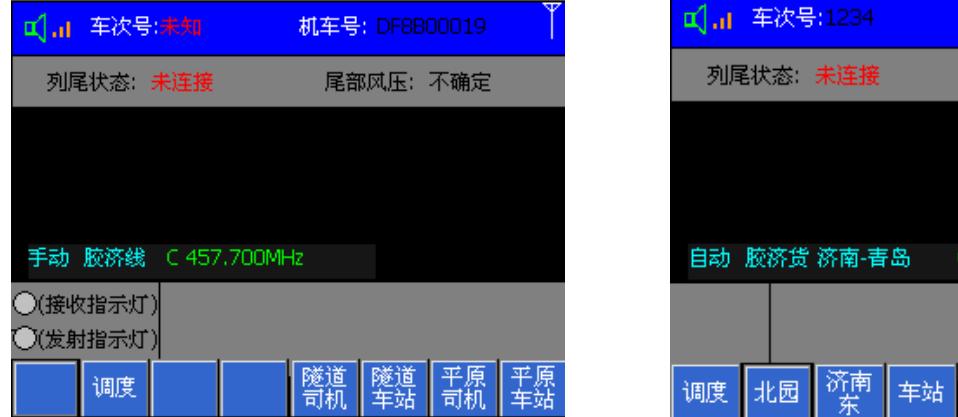 车次号:未知 机车号: DF8B00019
列尾状态: 未连接 尾部风压: 不确定
手动 胶济线 C 457.700MHz
(接收指示灯)
(发射指示灯)
调度 隧道司机 隧道车站 平原司机 平原车站
车次号:1234
列尾状态: 未连接
自动 胶济货 济南-青岛
调度 北园 济南东 车站